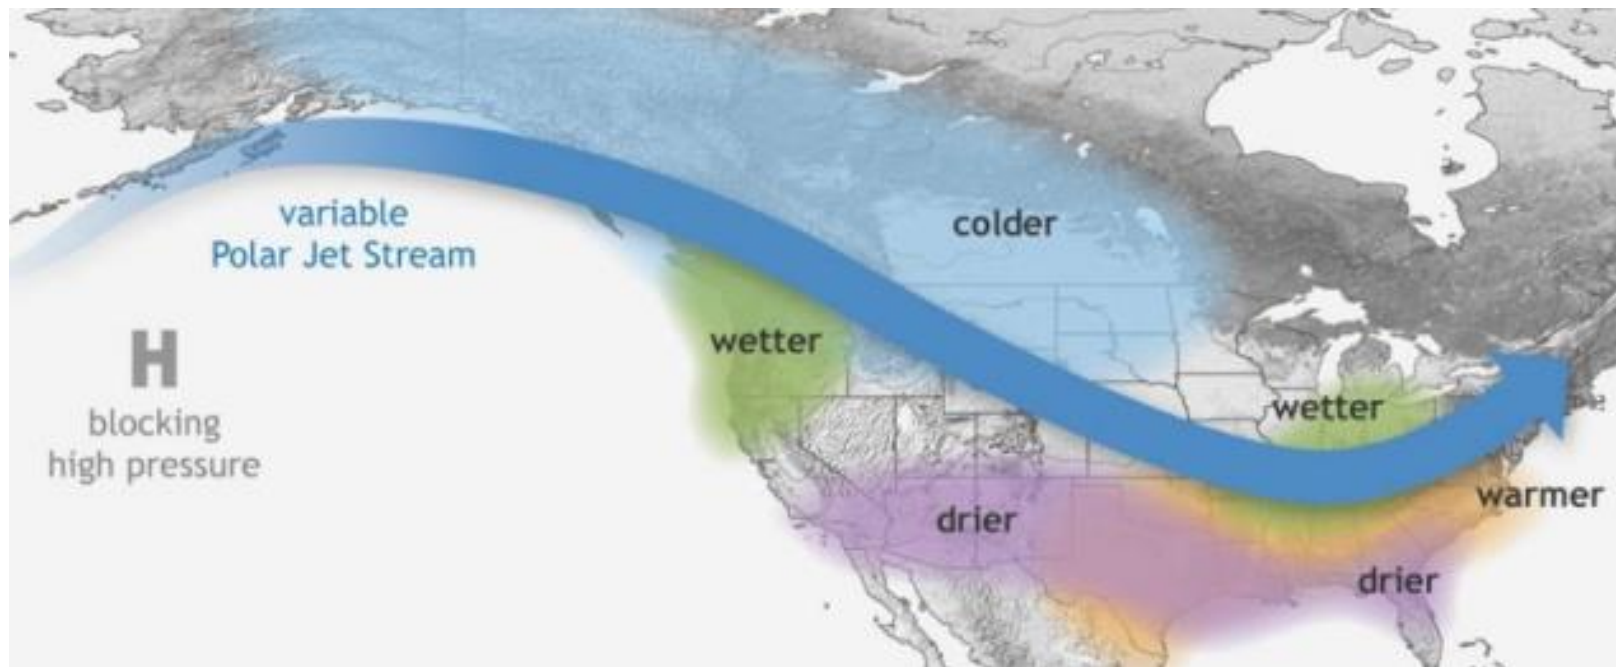 variable
Polar Jet Stream
H
blocking
high pressure
colder
wetter
wetter
warmer
drier
drier